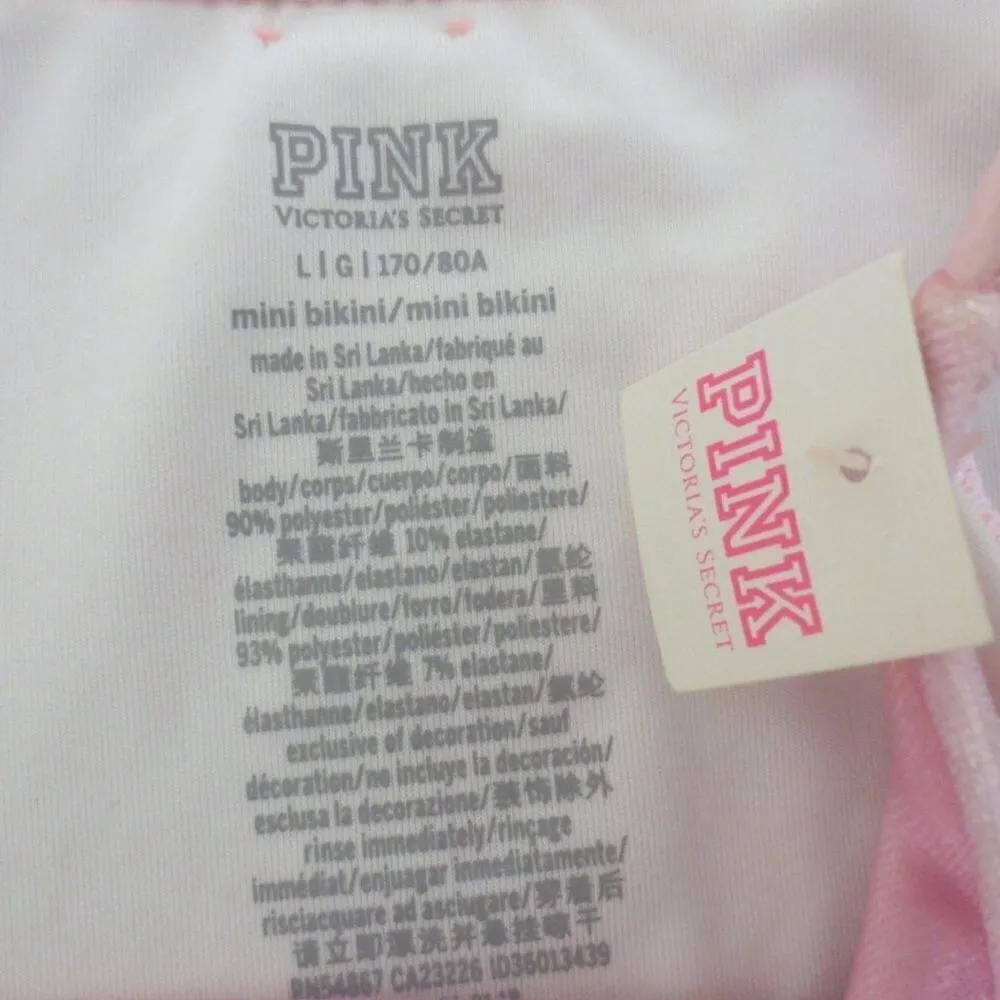 PINK
VICTORIA'S SECRET
L | G | 170/80A
mini bikini/mini bikini
made in Sri Lanka/fabriqué au
Sri Lanka/hecho en
Sri Lanka/fabbricato in Sri Lanka/
斯里兰卡制造
body/corps/cuerpo/corpo/面料
90% polyester/poliéster/poliestere/
聚酯纤维 10% elastane/
élasthanne/elastano/elastan/氨纶
lining/doublure/forro/fodera/里料
93% polyester/poliéster/poliestere/
聚酯纤维 7% elastane/
élasthanne/elastano/elastan/氨纶
exclusive of decoration/sauf
décoration/no incluye la decoración/
esclusa la decorazione/装饰除外
rinse immediately/rinçage
immédiat/enjuagar inmediatamente/
risciacquare ad asciugare/穿着后
请立即漂洗并悬挂晾干
RN54867 CA23226 ID36013439
PINK
VICTORIA'S SECRET